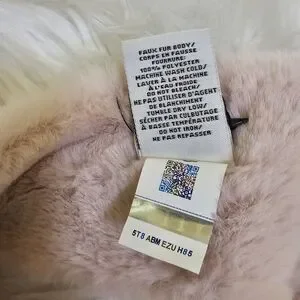 FAUX FUR BODY/
CORPS EN FAUSSE
FOURRURE:
100% POLYESTER
MACHINE WASH COLD/
LAVER À LA MACHINE
À L'EAU FROIDE
DO NOT BLEACH/
NE PAS UTILISER D'AGENT
DE BLANCHIMENT
TUMBLE DRY LOW/
SÉCHER PAR CULBUTAGE
À BASSE TEMPÉRATURE
DO NOT IRON/
NE PAS REPASSER
5T8 ABM EZU H85